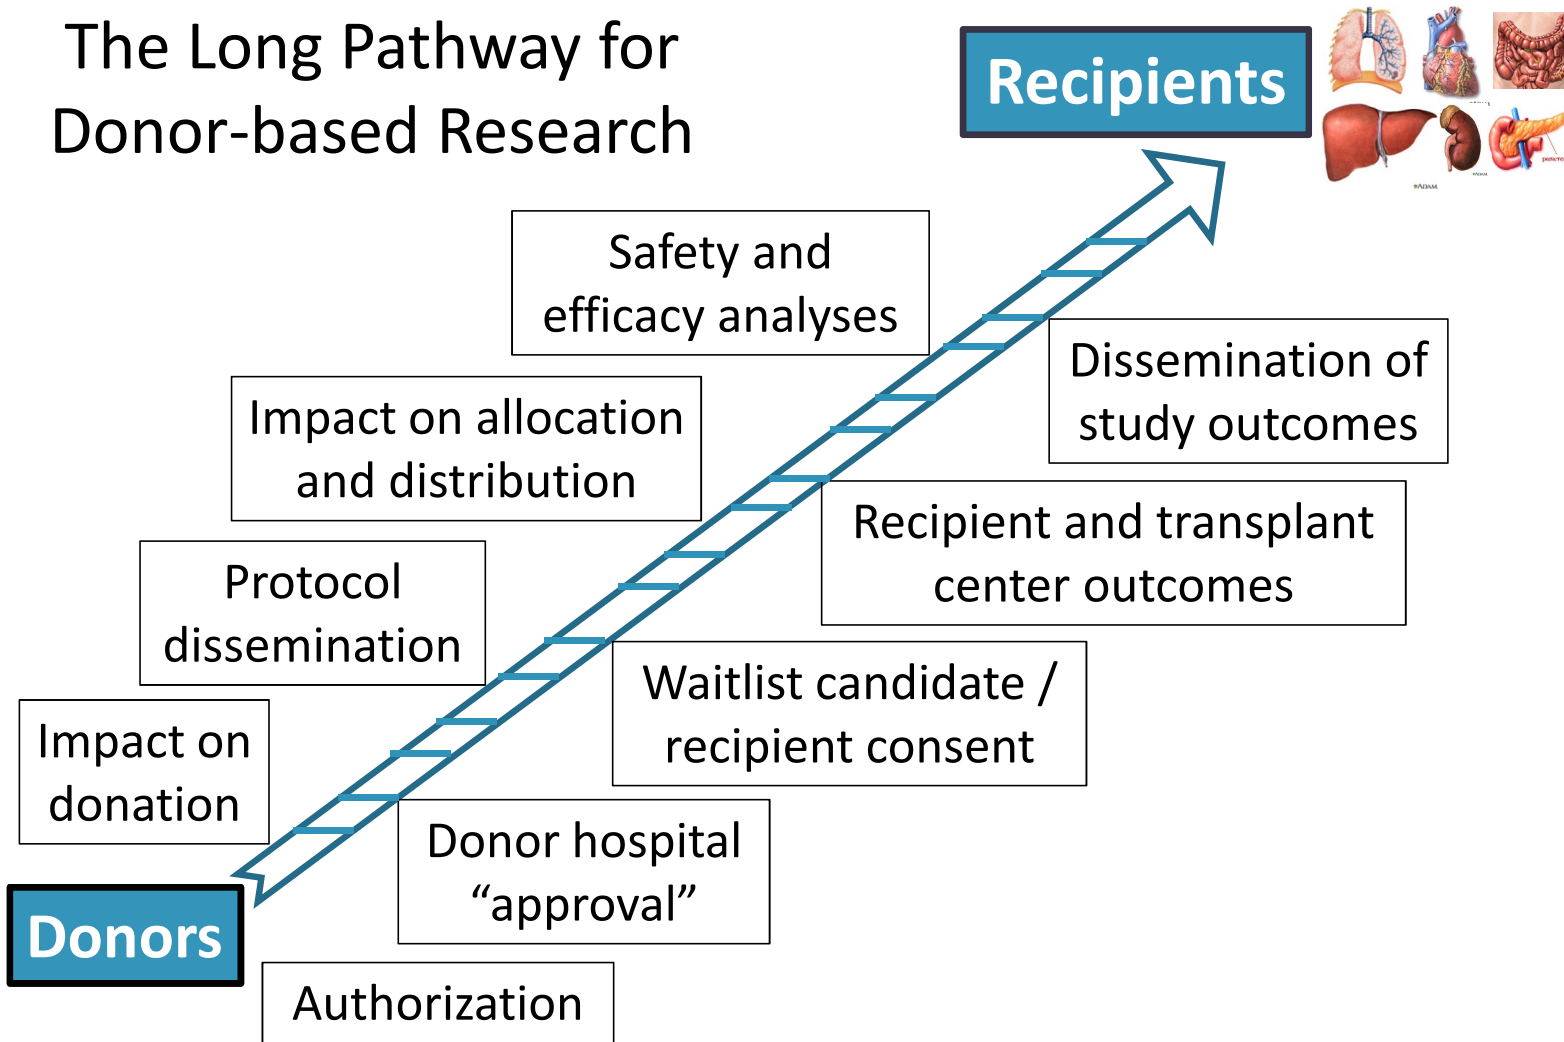 The Long Pathway for
Donor-based Research
Recipients
©ADAM
©ADAM
Safety and
efficacy analyses
Dissemination of
study outcomes
Impact on allocation
and distribution
Recipient and transplant
center outcomes
Protocol
dissemination
Waitlist candidate /
recipient consent
Impact on
donation
Donor hospital
“approval”
Donors
Authorization